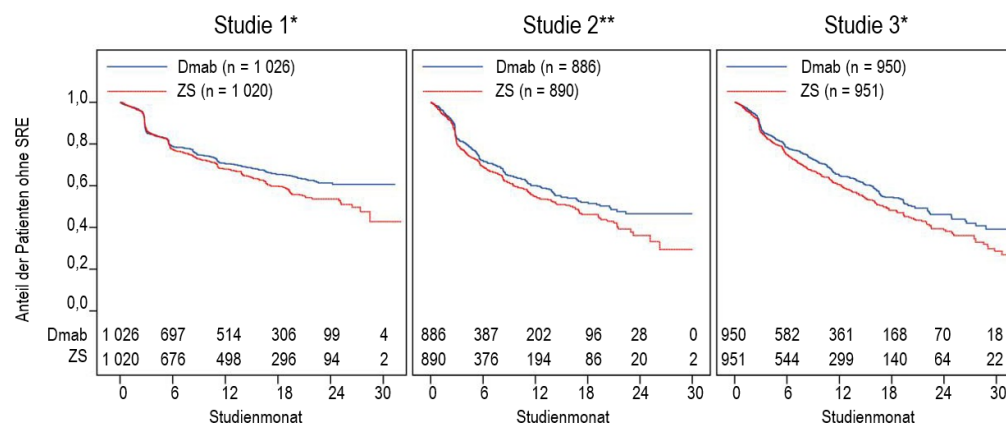 Studie 1* Studie 2** Studie 3*
Dmab (n = 1 026) Dmab (n = 886) Dmab (n = 950)
ZS (n = 1 020) ZS (n = 890) ZS (n = 951)
Anteil der Patienten ohne SRE
1,0
0,8
0,6
0,4
0,2
0,0
Dmab 1 026 697 514 306 99 4 886 387 202 96 28 0 950 582 361 168 70 18
ZS 1 020 676 498 296 94 2 890 376 194 86 20 2 951 544 299 140 64 22
0 6 12 18 24 30 0 6 12 18 24 30 0 6 12 18 24 30
Studienmonat Studienmonat Studienmonat